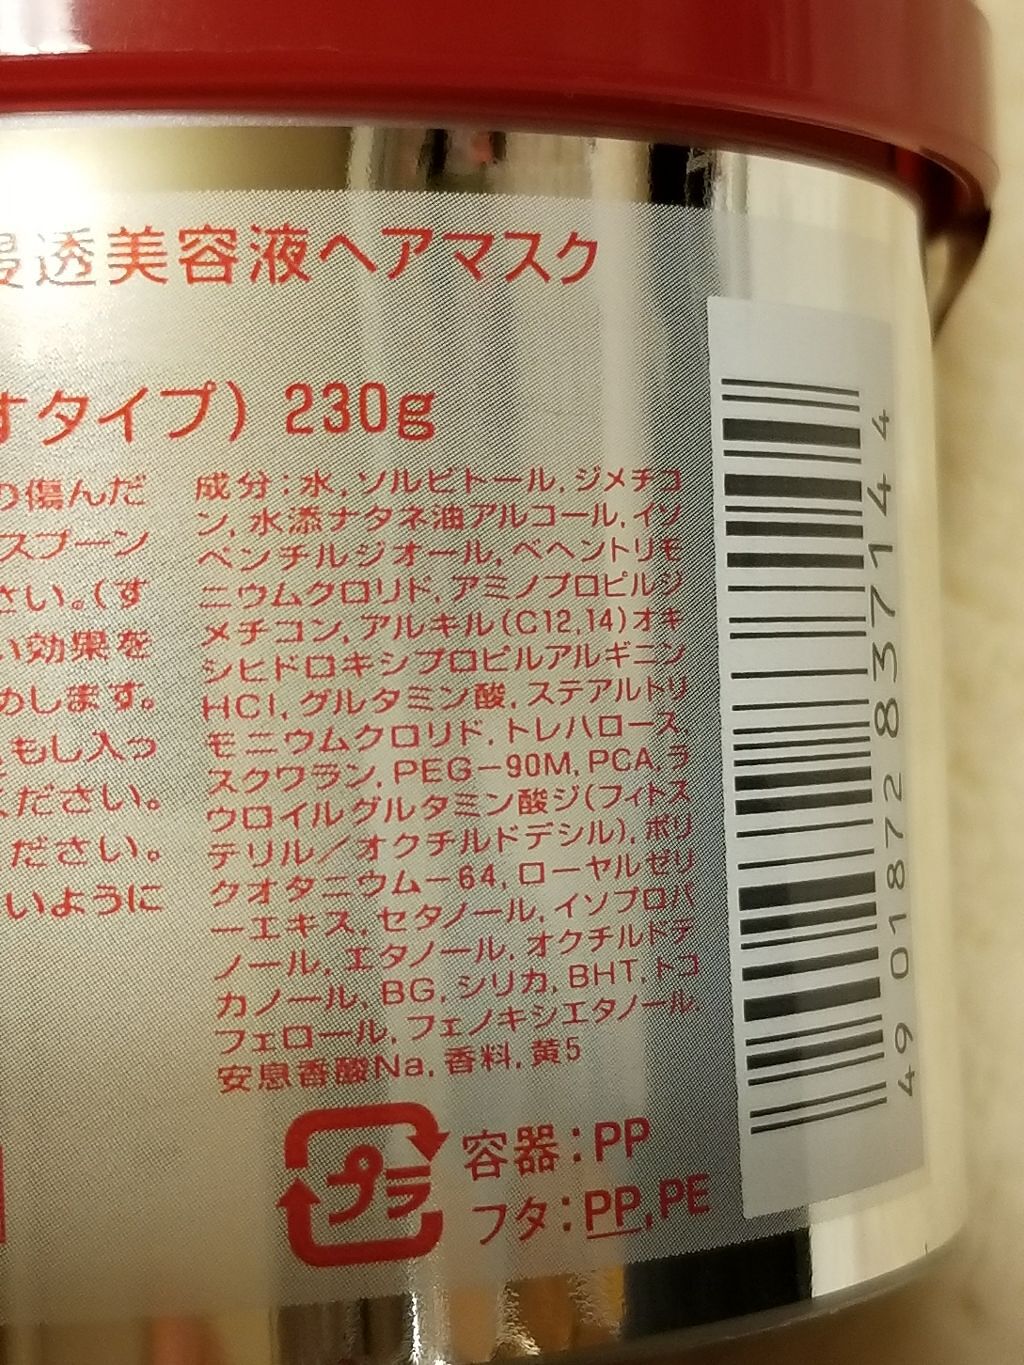 浸透美容液ヘアマスク
すタイプ) 230g
の傷んだ
スプーン
さい。(す
い効果を
めします。
もし入っ
ください。
ださい。
いように
成分:水,ソルビトール,ジメチコ
ン,水添ナタネ油アルコール,イソ
ペンチルジオール,ベヘントリモ
ニウムクロリド,アミノプロピルジ
メチコン,アルキル(C12,14)オキ
シヒドロキシプロピルアルギニン
HCl,グルタミン酸,ステアルトリ
モニウムクロリド,トレハロース,
スクワラン,PEG-90M,PCA,ラ
ウロイルグルタミン酸ジ(フィトス
テリル/オクチルドデシル),ポリ
クオタニウム-64,ローヤルゼリ
ーエキス,セタノール,イソプロパ
ノール,エタノール,オクチルドデ
カノール,BG,シリカ,BHT,トコ
フェロール,フェノキシエタノール,
安息香酸Na,香料,黄5
プラ
容器:PP
フタ:PP,PE
4901872837144